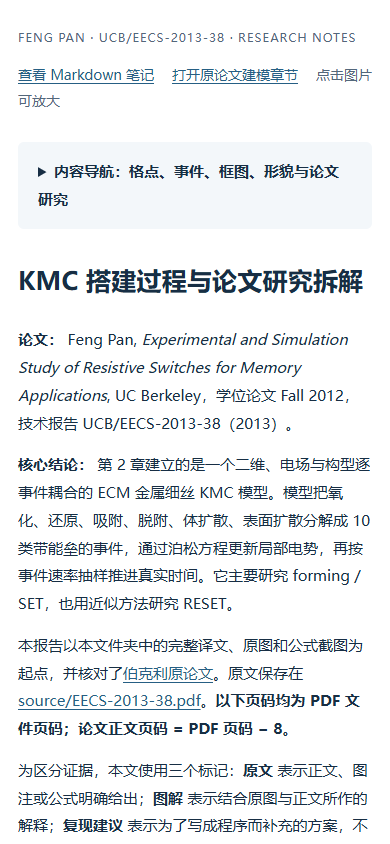 FENG PAN · UCB/EECS-2013-38 · RESEARCH NOTES
查看 Markdown 笔记 打开原论文建模章节 点击图片
可放大
▶ 内容导航：格点、事件、框图、形貌与论文
研究
KMC 搭建过程与论文研究拆解
论文： Feng Pan, Experimental and Simulation
Study of Resistive Switches for Memory
Applications, UC Berkeley，学位论文 Fall 2012，
技术报告 UCB/EECS-2013-38（2013）。
核心结论： 第 2 章建立的是一个二维、电场与构型逐
事件耦合的 ECM 金属细丝 KMC 模型。模型把氧
化、还原、吸附、脱附、体扩散、表面扩散分解成 10
类带能垒的事件，通过泊松方程更新局部电势，再按
事件速率抽样推进真实时间。它主要研究 forming /
SET，也用近似方法研究 RESET。
本报告以本文件夹中的完整译文、原图和公式截图为
起点，并核对了伯克利原论文。原文保存在
source/EECS-2013-38.pdf。以下页码均为 PDF 文
件页码；论文正文页码 = PDF 页码 − 8。
为区分证据，本文使用三个标记：原文 表示正文、图
注或公式明确给出；图解 表示结合原图与正文所作的
解释；复现建议 表示为了写成程序而补充的方案，不